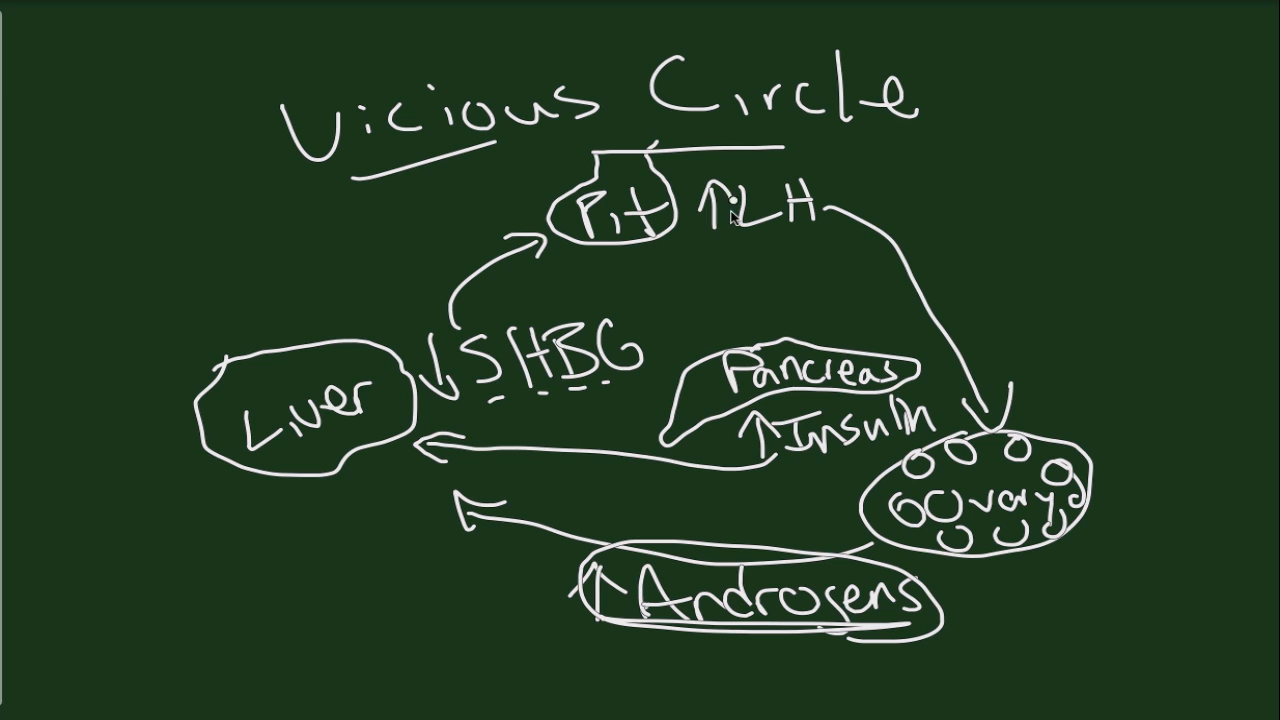 Vicious Circle
Pit ↑LH
↓SHBG
Liver
Pancreas
↑Insulin
Ovary
↑Androgens